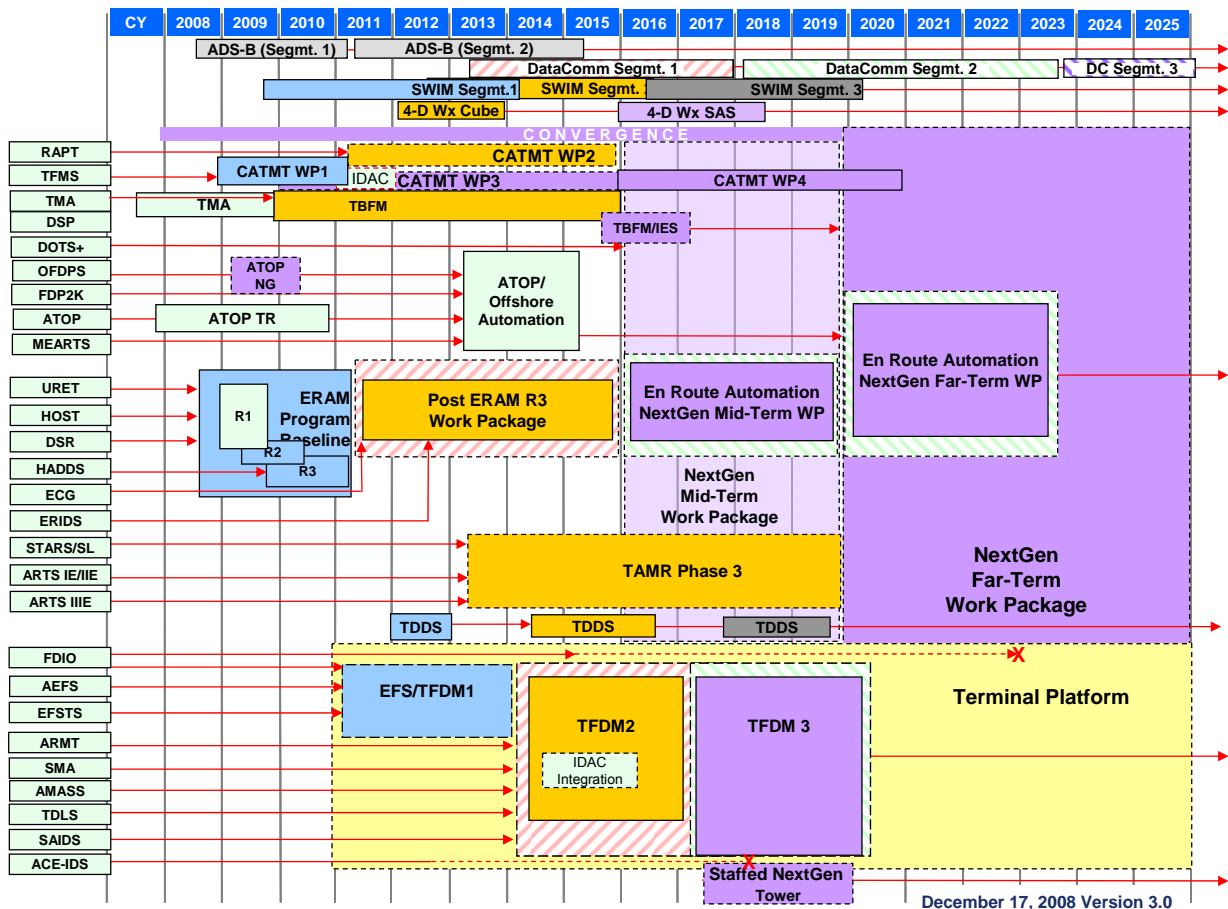 CY 2008 2009 2010 2011 2012 2013 2014 2015 2016 2017 2018 2019 2020 2021 2022 2023 2024 2025
ADS-B (Segmt. 1) ADS-B (Segmt. 2)
DataComm Segmt. 1 DataComm Segmt. 2 DC Segmt. 3
SWIM Segmt.1 SWIM Segmt. 2 SWIM Segmt. 3
4-D Wx Cube 4-D Wx SAS
CONVERGENCE
RAPT
CATMT WP2
TFMS
CATMT WP1
IDAC
CATMT WP3
CATMT WP4
TMA
TMA
TBFM
DSP
TBFM/IES
DOTS+
OFDPS
ATOP
NG
FDP2K
ATOP/
Offshore
Automation
ATOP
ATOP TR
MEARTS
En Route Automation
NextGen Far-Term WP
URET
ERAM
Program
Baseline
R1
R2
R3
Post ERAM R3
Work Package
En Route Automation
NextGen Mid-Term WP
HOST
DSR
HADDS
ECG
ERIDS
NextGen
Mid-Term
Work Package
STARS/SL
ARTS IE/IIE
TAMR Phase 3
ARTS IIIE
NextGen
Far-Term
Work Package
TDDS TDDS TDDS
FDIO
X
AEFS
EFS/TFDM1
Terminal Platform
EFSTS
TFDM2
TFDM 3
ARMT
SMA
IDAC
Integration
AMASS
TDLS
SAIDS
ACE-IDS
X
Staffed NextGen
Tower
December 17, 2008 Version 3.0